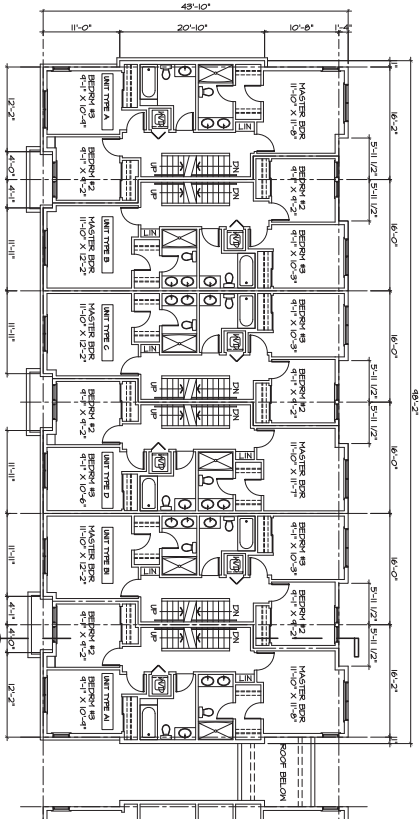 43'-10"
11'-0"
20'-10"
10'-8"
1'-4"
1"
16'-2"
5'-11 1/2"
5'-11 1/2"
16'-0"
16'-0"
5'-11 1/2"
5'-11 1/2"
16'-0"
16'-0"
5'-11 1/2"
5'-11 1/2"
16'-2"
98'-2"
12'-2"
4'-0"
4'-1"
11'-11"
11'-11"
11'-11"
11'-11"
4'-1"
4'-0"
12'-2"
UNIT TYPE A
BEDRM #3
9'-1" X 10'-9"
BEDRM #2
9'-1" X 9'-2"
MASTER BDR
11'-10" X 11'-8"
LIN
W/D
UP
DN
BEDRM #2
9'-1" X 9'-2"
BEDRM #3
9'-1" X 10'-3"
UNIT TYPE B
MASTER BDR
11'-10" X 12'-2"
LIN
W/D
UNIT TYPE C
MASTER BDR
11'-10" X 12'-2"
LIN
BEDRM #3
9'-1" X 10'-3"
BEDRM #2
9'-1" X 9'-2"
W/D
UP
DN
BEDRM #2
9'-1" X 9'-2"
UNIT TYPE D
BEDRM #3
9'-1" X 10'-6"
MASTER BDR
11'-10" X 11'-7"
LIN
W/D
UNIT TYPE B1
MASTER BDR
11'-10" X 12'-2"
LIN
BEDRM #3
9'-1" X 10'-3"
BEDRM #2
9'-1" X 9'-2"
W/D
UP
DN
BEDRM #2
9'-1" X 9'-2"
UNIT TYPE A1
BEDRM #3
9'-1" X 10'-9"
MASTER BDR
11'-10" X 11'-8"
LIN
W/D
ROOF BELOW